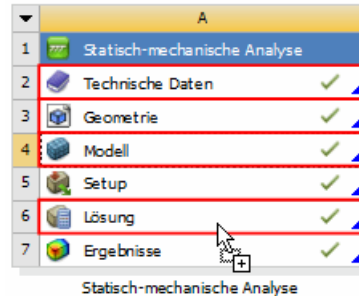 A
1 Statisch-mechanische Analyse
2 Technische Daten
3 Geometrie
4 Modell
5 Setup
6 Lösung
7 Ergebnisse
Statisch-mechanische Analyse